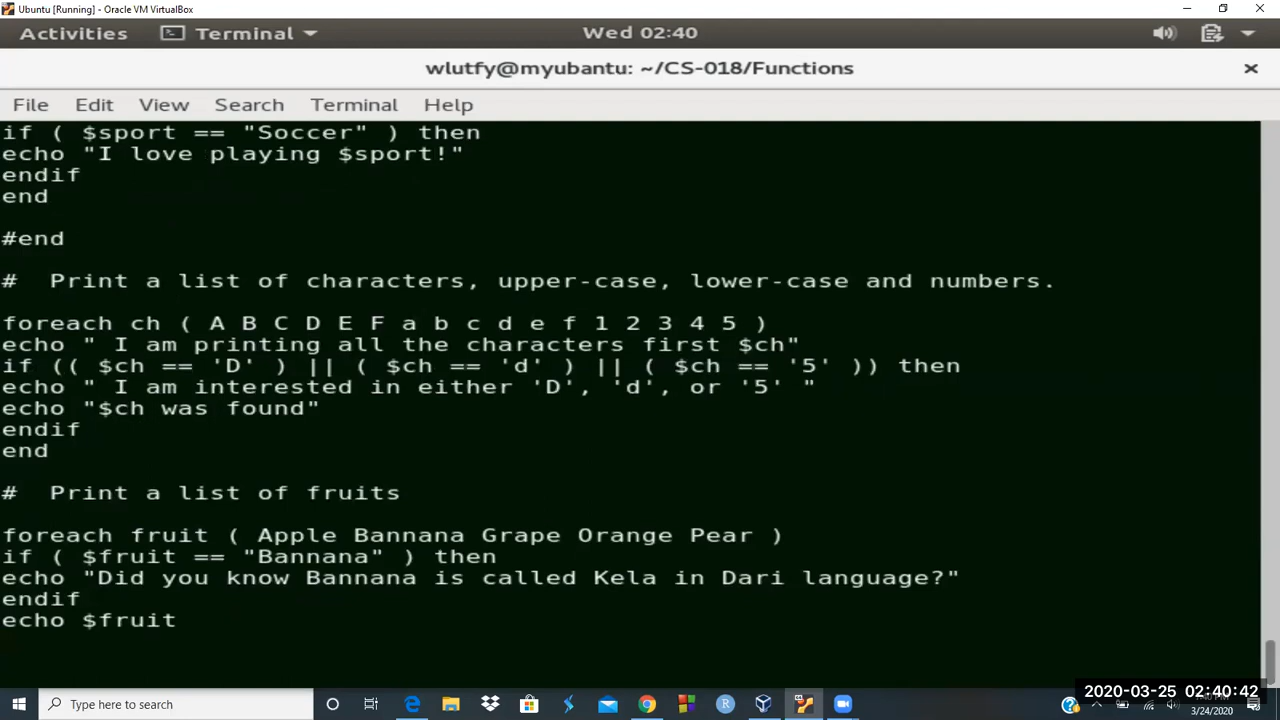 Ubuntu [Running] - Oracle VM VirtualBox
Activities Terminal Wed 02:40
wlutfy@myubantu: ~/CS-018/Functions
File Edit View Search Terminal Help
if ( $sport == "Soccer" ) then
echo "I love playing $sport!"
endif
end
#end
#  Print a list of characters, upper-case, lower-case and numbers.
foreach ch ( A B C D E F a b c d e f 1 2 3 4 5 )
echo " I am printing all the characters first $ch"
if (( $ch == 'D' ) || ( $ch == 'd' ) || ( $ch == '5' )) then
echo " I am interested in either 'D', 'd', or '5' "
echo "$ch was found"
endif
end
#  Print a list of fruits
foreach fruit ( Apple Bannana Grape Orange Pear )
if ( $fruit == "Bannana" ) then
echo "Did you know Bannana is called Kela in Dari language?"
endif
echo $fruit
Type here to search
2020-03-25 02:40:42
3/24/2020